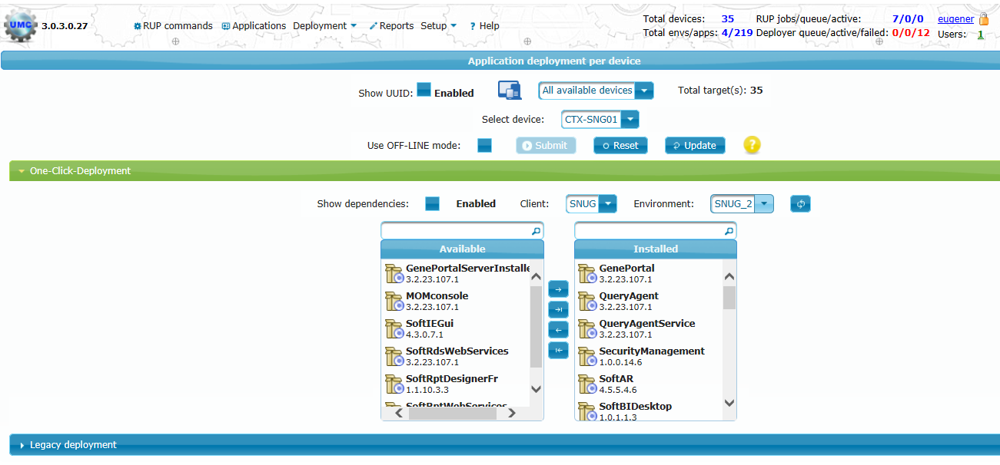 UMC 3.0.3.0.27 RUP commands Applications Deployment Reports Setup ? Help
Total devices: 35 RUP jobs/queue/active: 7/0/0 eugener
Total envs/apps: 4/219 Deployer queue/active/failed: 0/0/12 Users: 1
Application deployment per device
Show UUID: Enabled All available devices Total target(s): 35
Select device: CTX-SNG01
Use OFF-LINE mode: Submit Reset Update ?
One-Click-Deployment
Show dependencies: Enabled Client: SNUG Environment: SNUG_2
Available
GenePortalServerInstalle
3.2.23.107.1
MOMconsole
3.2.23.107.1
SoftIEGui
4.3.0.7.1
SoftRdsWebServices
3.2.23.107.1
SoftRptDesignerFr
1.1.10.3.3
SoftRptWebServices
Installed
GenePortal
3.2.23.107.1
QueryAgent
3.2.23.107.1
QueryAgentService
3.2.23.107.1
SecurityManagement
1.0.0.14.6
SoftAR
4.5.5.4.6
SoftBIDesktop
1.0.1.1.3
Legacy deployment